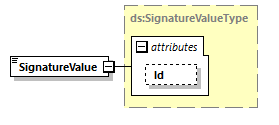 ds:SignatureValueType
attributes
SignatureValue
Id